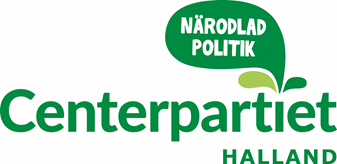 NÄRODLAD
POLITIK
Centerpartiet
HALLAND